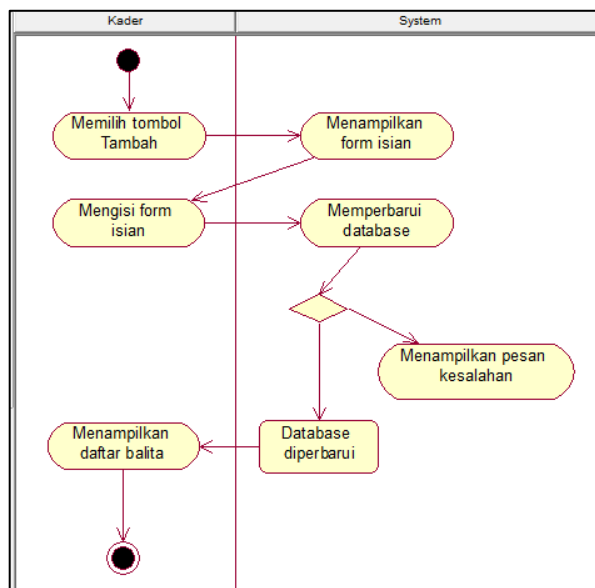 Kader
System
Memilih tombol
Tambah
Menampilkan
form isian
Mengisi form
isian
Memperbarui
database
Menampilkan pesan
kesalahan
Menampilkan
daftar balita
Database
diperbarui